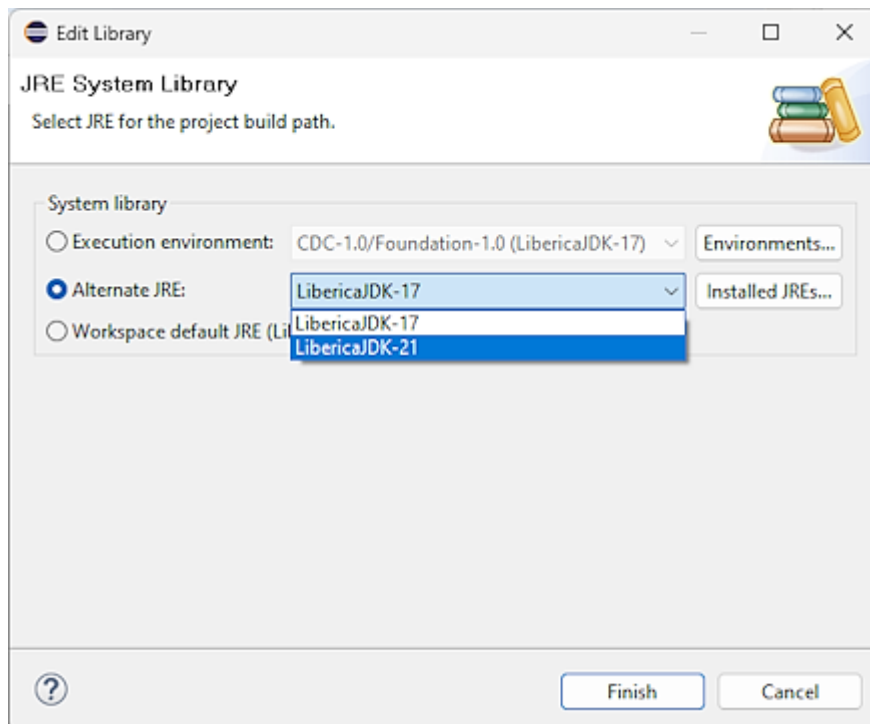 Edit Library
JRE System Library
Select JRE for the project build path.
System library
Execution environment: CDC-1.0/Foundation-1.0 (LibericaJDK-17) Environments...
Alternate JRE: LibericaJDK-17 Installed JREs...
LibericaJDK-17
Workspace default JRE (Li
LibericaJDK-21
?
Finish Cancel